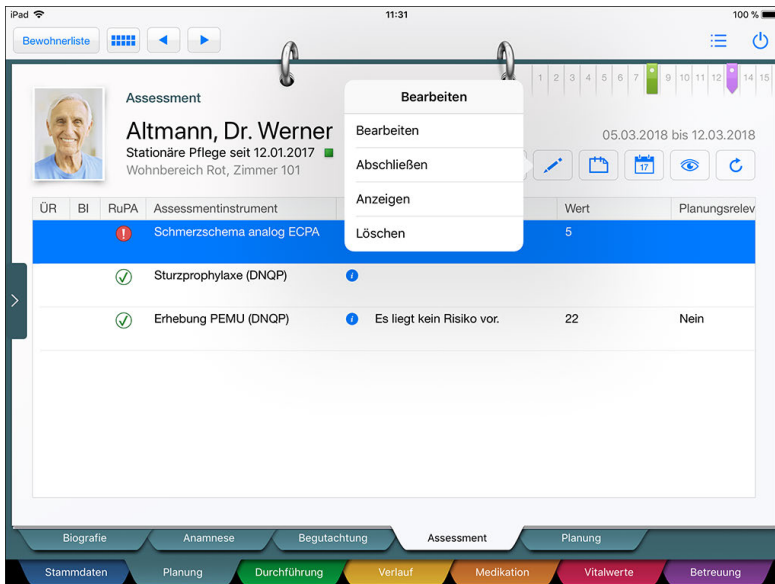 iPad 11:31 100 %
Bewohnerliste
1 2 3 4 5 6 7 9 10 11 12 14 15
Assessment
Altmann, Dr. Werner
Stationäre Pflege seit 12.01.2017
Wohnbereich Rot, Zimmer 101
05.03.2018 bis 12.03.2018
17
Bearbeiten
Bearbeiten
Abschließen
Anzeigen
Löschen
ÜR BI RuPA Assessmentinstrument Wert Planungsrelev
Schmerzschema analog ECPA 5
Sturzprophylaxe (DNQP)
Erhebung PEMU (DNQP) Es liegt kein Risiko vor. 22 Nein
Biografie Anamnese Begutachtung Assessment Planung
Stammdaten Planung Durchführung Verlauf Medikation Vitalwerte Betreuung